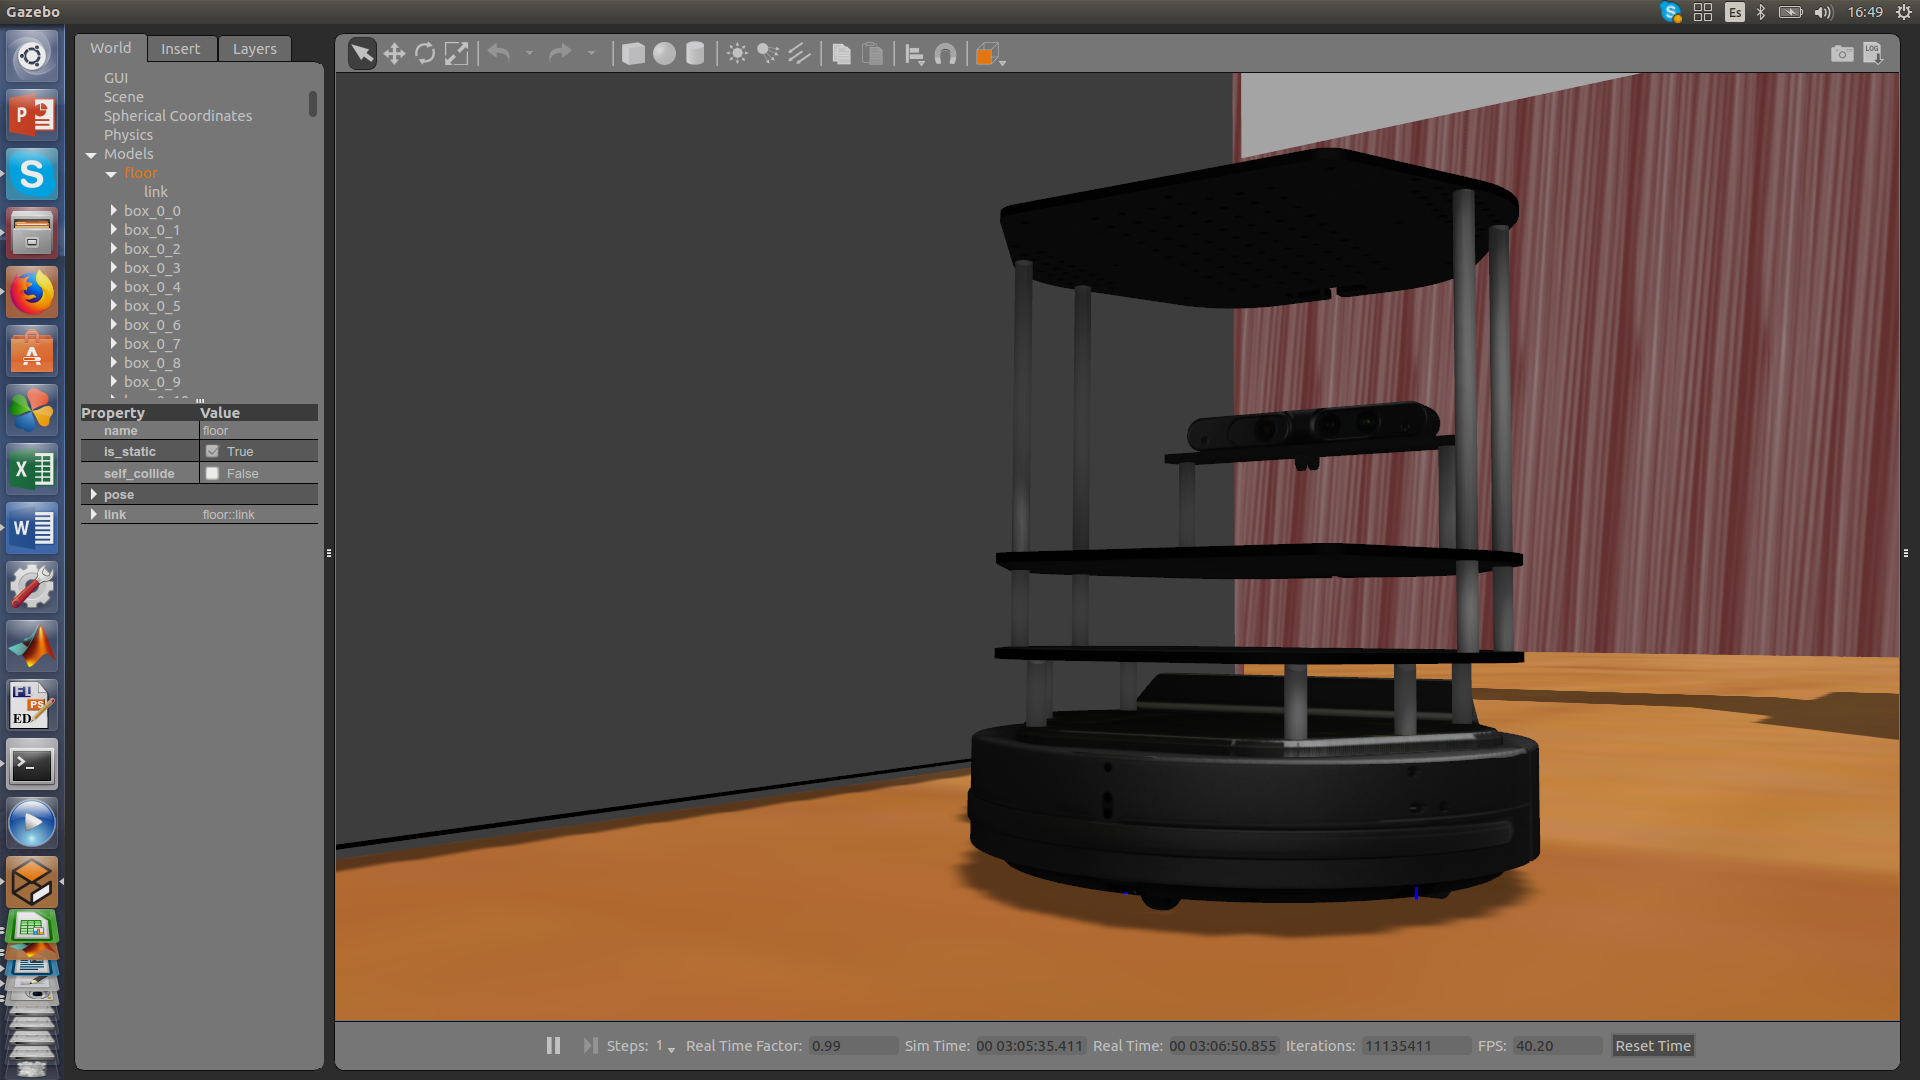 Gazebo
Es
16:49
World
Insert
Layers
LOG
GUI
Scene
Spherical Coordinates
Physics
Models
floor
link
box_0_0
box_0_1
box_0_2
box_0_3
box_0_4
box_0_5
box_0_6
box_0_7
box_0_8
box_0_9
Property Value
name floor
is_static True
self_collide False
pose
link floor::link
Steps: 1 Real Time Factor: 0.99 Sim Time: 00 03:05:35.411 Real Time: 00 03:06:50.855 Iterations: 11135411 FPS: 40.20 Reset Time